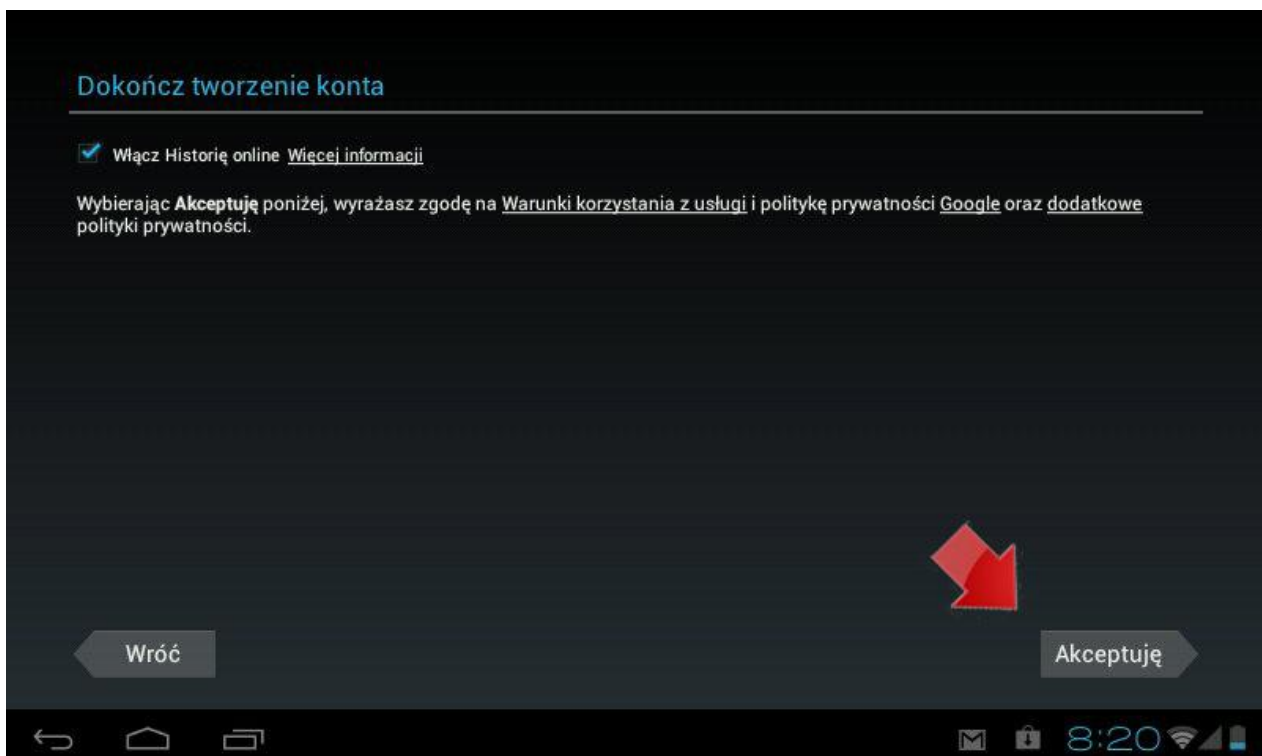 Dokończ tworzenie konta
Włącz Historię online Więcej informacji
Wybierając Akceptuję poniżej, wyrażasz zgodę na Warunki korzystania z usługi i politykę prywatności Google oraz dodatkowe
polityki prywatności.
Wróć
Akceptuję
8:20